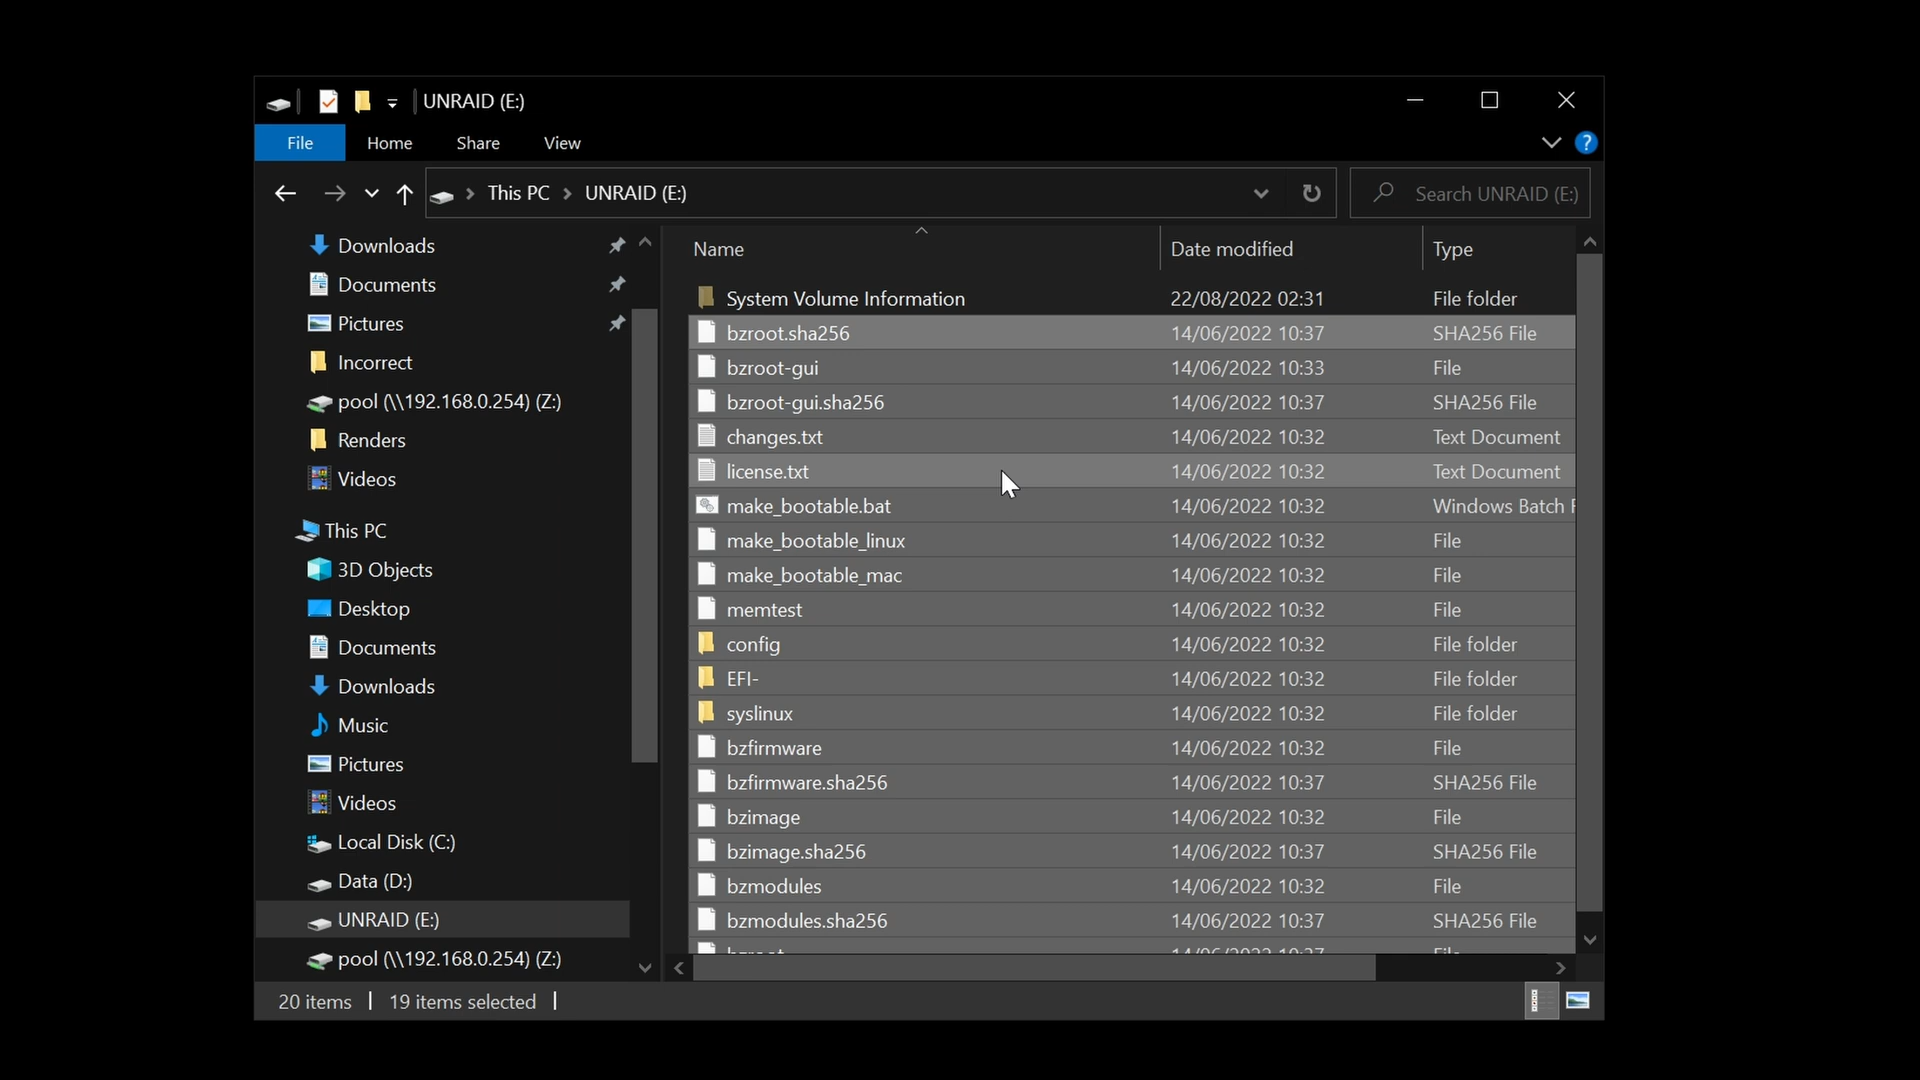 UNRAID (E:)
File Home Share View ?
This PC UNRAID (E:) Search UNRAID (E:)
Downloads
Documents
Pictures
Incorrect
pool (\\192.168.0.254) (Z:)
Renders
Videos
This PC
3D Objects
Desktop
Documents
Downloads
Music
Pictures
Videos
Local Disk (C:)
Data (D:)
UNRAID (E:)
pool (\\192.168.0.254) (Z:)
Name Date modified Type
System Volume Information 22/08/2022 02:31 File folder
bzroot.sha256 14/06/2022 10:37 SHA256 File
bzroot-gui 14/06/2022 10:33 File
bzroot-gui.sha256 14/06/2022 10:37 SHA256 File
changes.txt 14/06/2022 10:32 Text Document
license.txt 14/06/2022 10:32 Text Document
make_bootable.bat 14/06/2022 10:32 Windows Batch
make_bootable_linux 14/06/2022 10:32 File
make_bootable_mac 14/06/2022 10:32 File
memtest 14/06/2022 10:32 File
config 14/06/2022 10:32 File folder
EFI- 14/06/2022 10:32 File folder
syslinux 14/06/2022 10:32 File folder
bzfirmware 14/06/2022 10:32 File
bzfirmware.sha256 14/06/2022 10:37 SHA256 File
bzimage 14/06/2022 10:32 File
bzimage.sha256 14/06/2022 10:37 SHA256 File
bzmodules 14/06/2022 10:32 File
bzmodules.sha256 14/06/2022 10:37 SHA256 File
20 items 19 items selected